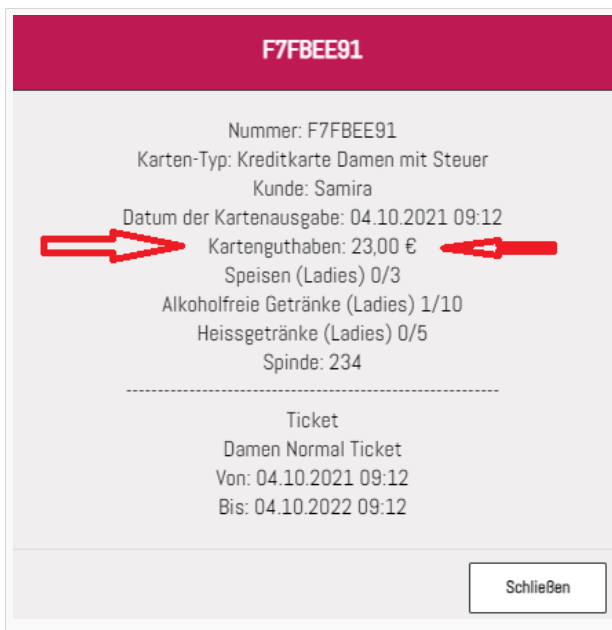 F7FBEE91
Nummer: F7FBEE91
Karten-Typ: Kreditkarte Damen mit Steuer
Kunde: Samira
Datum der Kartenausgabe: 04.10.2021 09:12
Kartenguthaben: 23,00 €
Speisen (Ladies) 0/3
Alkoholfreie Getränke (Ladies) 1/10
Heissgetränke (Ladies) 0/5
Spinde: 234
------------------------------------------------------------
Ticket
Damen Normal Ticket
Von: 04.10.2021 09:12
Bis: 04.10.2022 09:12
Schließen